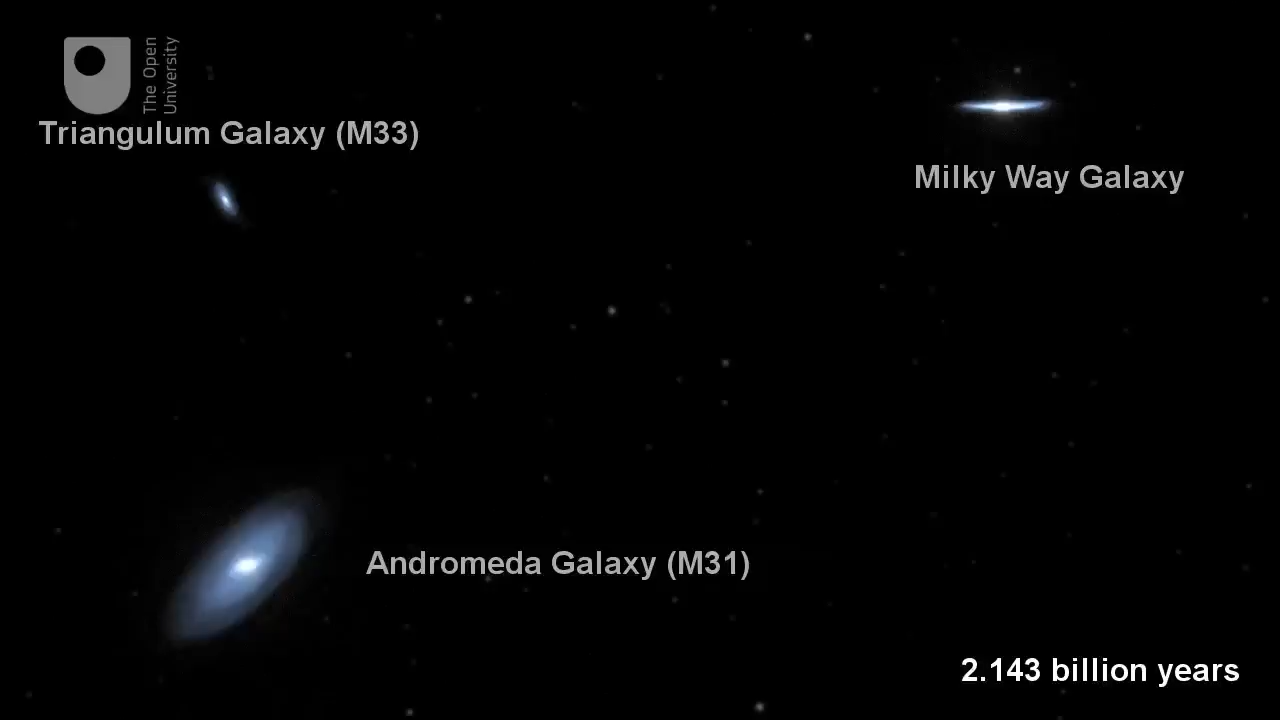 The Open
University
Triangulum Galaxy (M33)
Milky Way Galaxy
Andromeda Galaxy (M31)
2.143 billion years